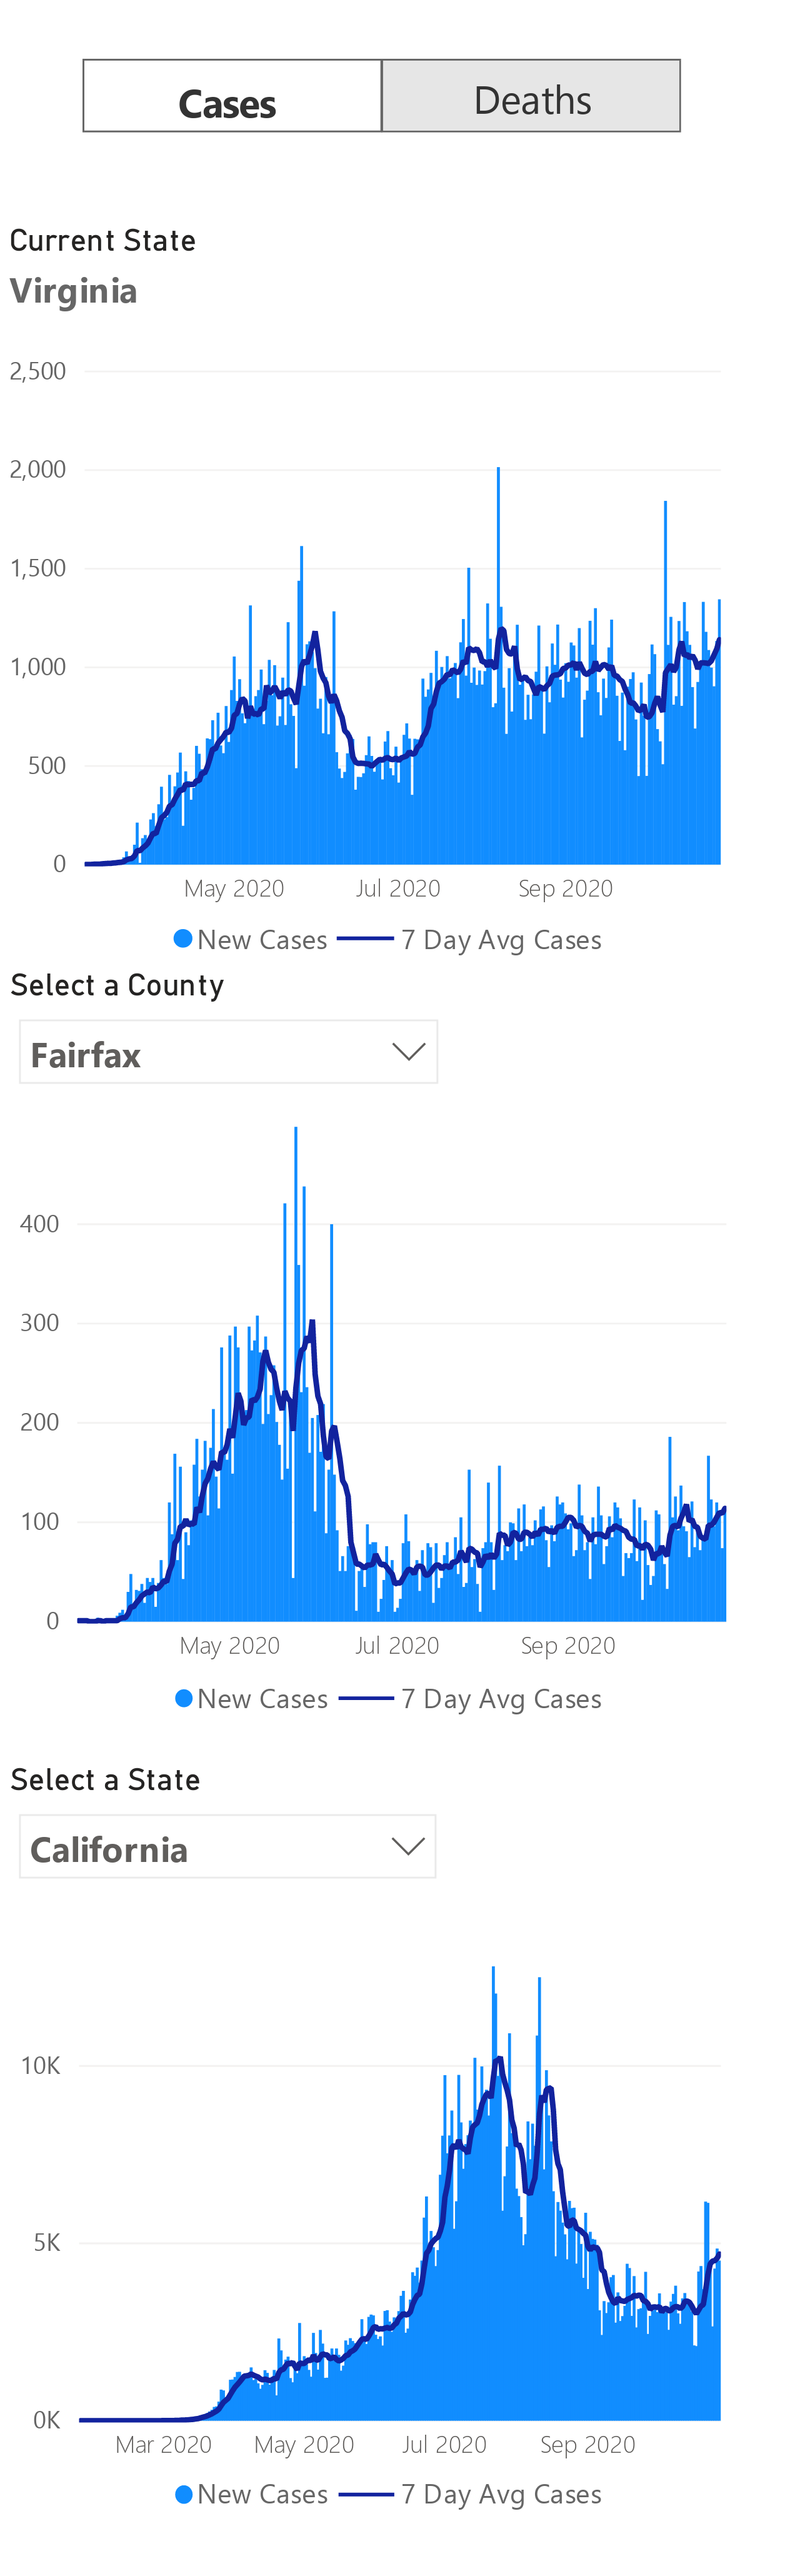 Cases Deaths
Current State
Virginia
2,500
2,000
1,500
1,000
500
0
May 2020 Jul 2020 Sep 2020
New Cases 7 Day Avg Cases
Select a County
Fairfax
400
300
200
100
0
May 2020 Jul 2020 Sep 2020
New Cases 7 Day Avg Cases
Select a State
California
10K
5K
0K
Mar 2020 May 2020 Jul 2020 Sep 2020
New Cases 7 Day Avg Cases